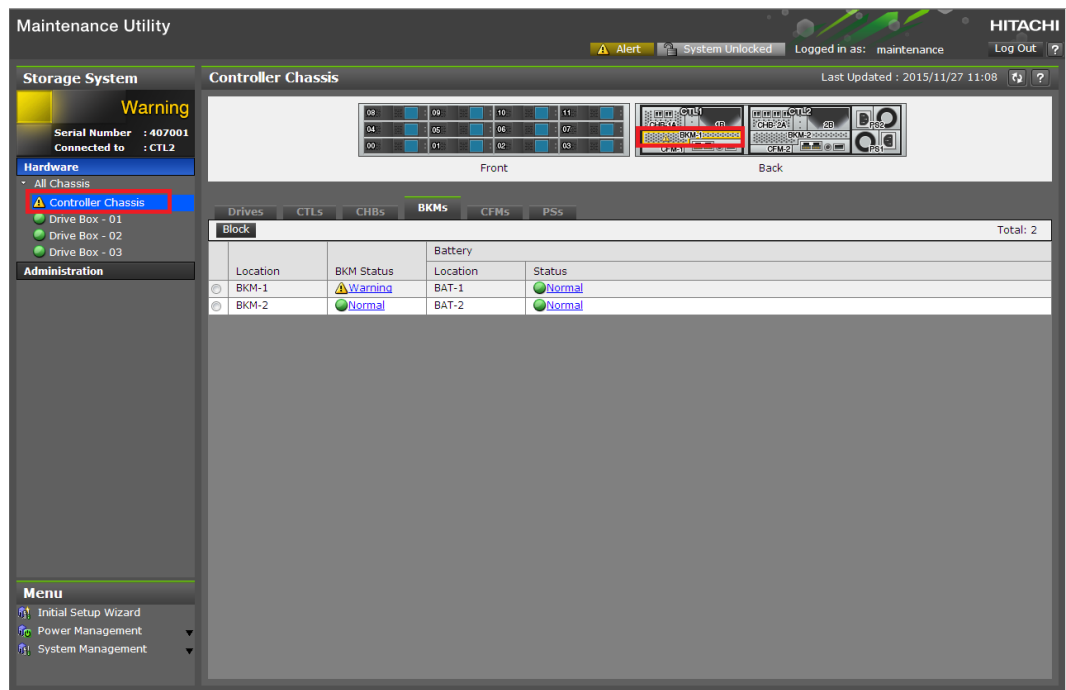 Maintenance Utility
HITACHI
Alert System Unlocked Logged in as: maintenance Log Out ?
Storage System
Warning
Serial Number : 407001
Connected to : CTL2
Hardware
All Chassis
Controller Chassis
Drive Box - 01
Drive Box - 02
Drive Box - 03
Administration
Controller Chassis
Last Updated : 2015/11/27 11:08 ?
08 09 10 11
04 05 06 07
00 01 02 03
Front
CTL1 CTL2
CHB-1A 1B CHB-2A 2B PS2
BKM-1 BKM-2
CFM-1 CFM-2 PS1
Back
Drives CTLs CHBs BKMs CFMs PSs
Block Total: 2
Battery
Location BKM Status Location Status
BKM-1 Warning BAT-1 Normal
BKM-2 Normal BAT-2 Normal
Menu
Initial Setup Wizard
Power Management
System Management